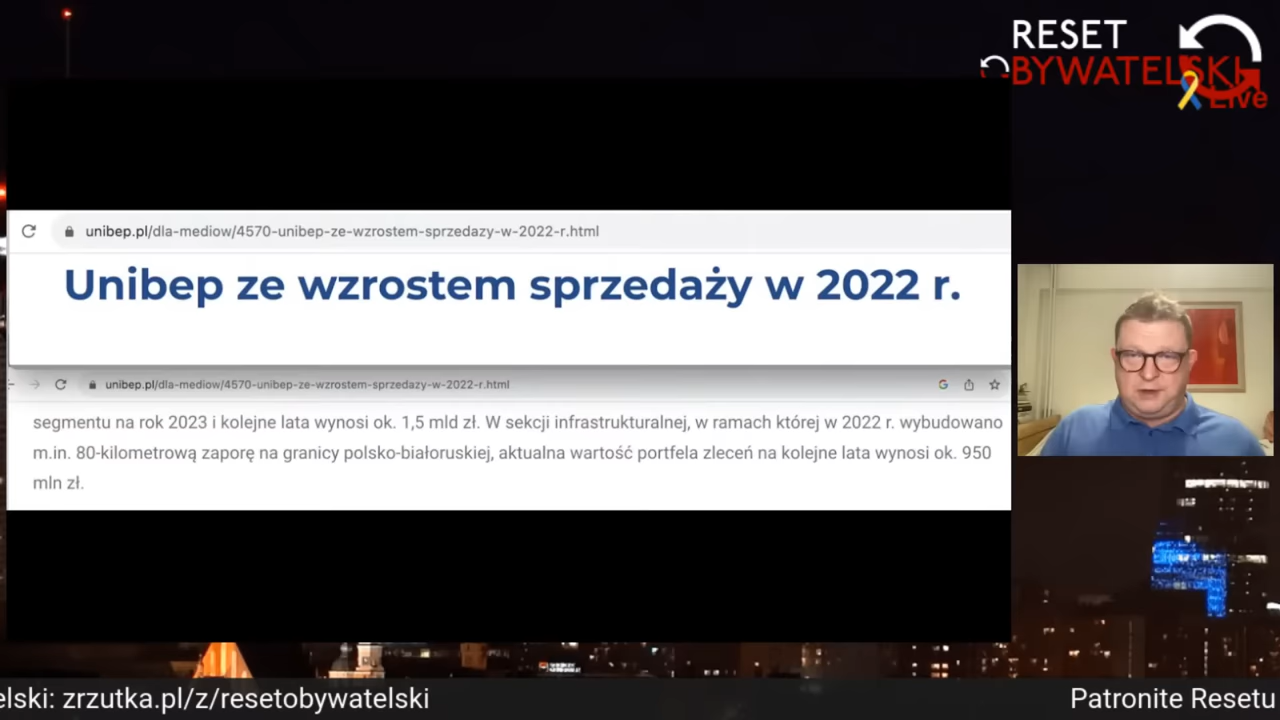 RESET
OBYWATELSKI
Live
unibep.pl/dla-mediow/4570-unibep-ze-wzrostem-sprzedazy-w-2022-r.html
Unibep ze wzrostem sprzedaży w 2022 r.
unibep.pl/dla-mediow/4570-unibep-ze-wzrostem-sprzedazy-w-2022-r.html
segmentu na rok 2023 i kolejne lata wynosi ok. 1,5 mld zł. W sekcji infrastrukturalnej, w ramach której w 2022 r. wybudowano
m.in. 80-kilometrową zaporę na granicy polsko-białoruskiej, aktualna wartość portfela zleceń na kolejne lata wynosi ok. 950
mln zł.
elski: zrzutka.pl/z/resetobywatelski
Patronite Resetu